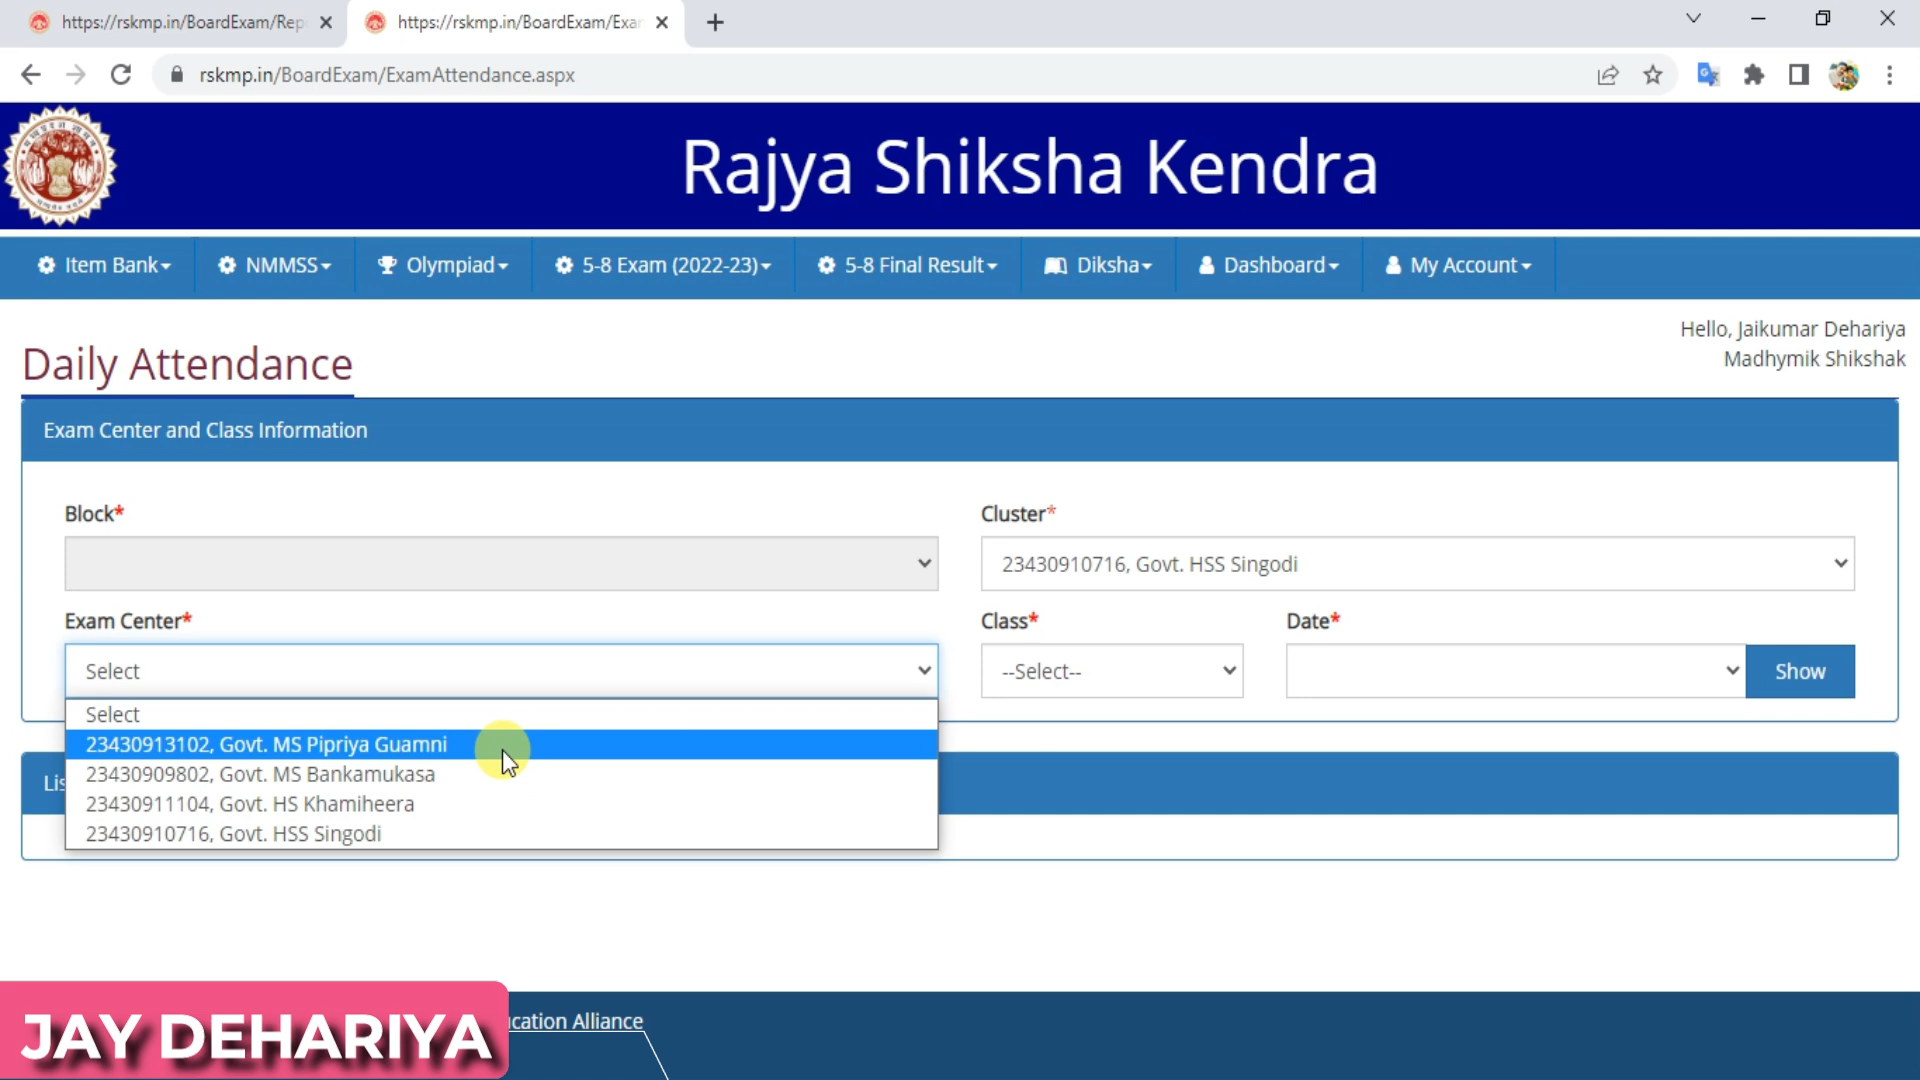 https://rskmp.in/BoardExam/Rep
https://rskmp.in/BoardExam/Exa
rskmp.in/BoardExam/ExamAttendance.aspx
Rajya Shiksha Kendra
Item Bank
NMMSS
Olympiad
5-8 Exam (2022-23)
5-8 Final Result
Diksha
Dashboard
My Account
Hello, Jaikumar Dehariya
Madhymik Shikshak
Daily Attendance
Exam Center and Class Information
Block*
Cluster*
23430910716, Govt. HSS Singodi
Exam Center*
Class*
Date*
Select
--Select--
Show
Select
23430913102, Govt. MS Pipriya Guamni
23430909802, Govt. MS Bankamukasa
23430911104, Govt. HS Khamiheera
23430910716, Govt. HSS Singodi
Lis
JAY DEHARIYA
ucation Alliance